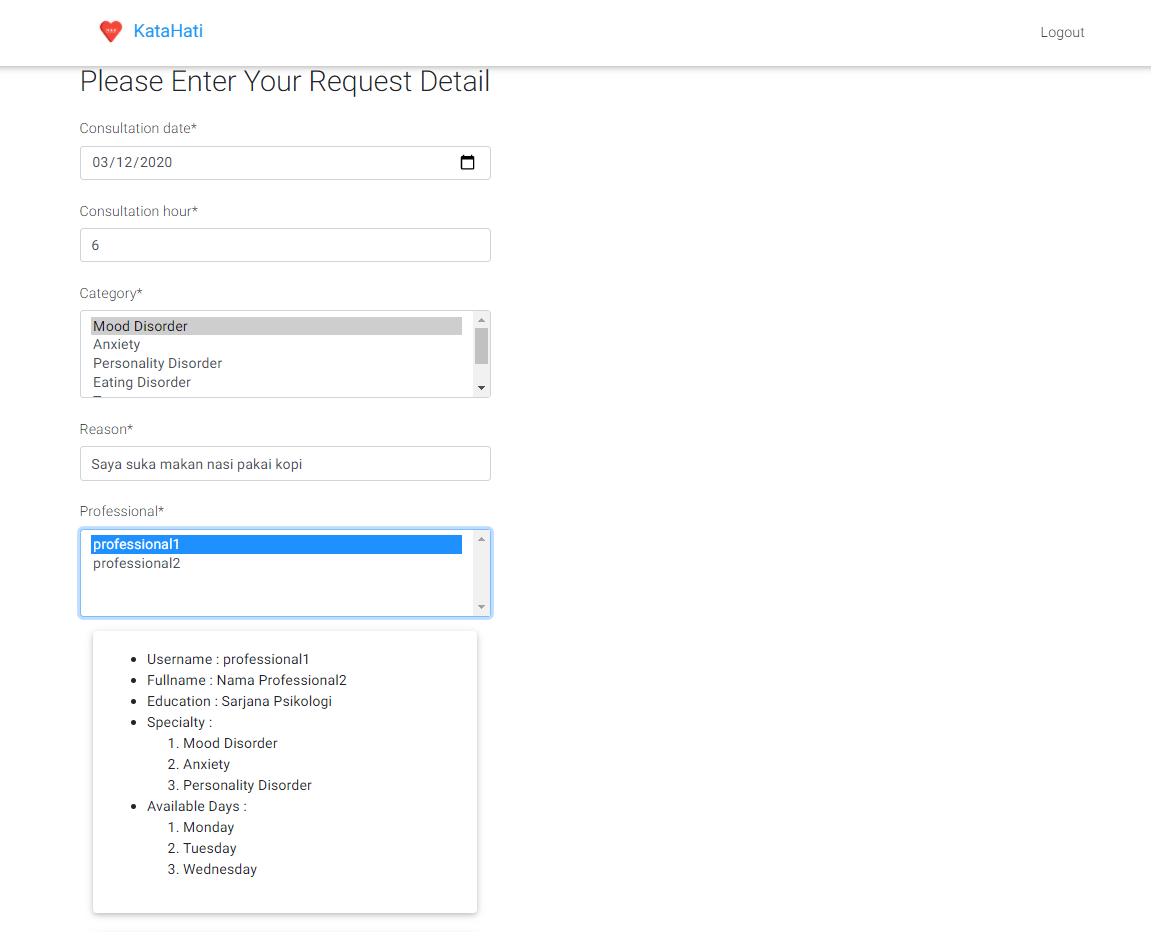 KataHati
Logout
Please Enter Your Request Detail
Consultation date*
03/12/2020
Consultation hour*
6
Category*
Mood Disorder
Anxiety
Personality Disorder
Eating Disorder
Reason*
Saya suka makan nasi pakai kopi
Professional*
professional1
professional2
Username : professional1
Fullname : Nama Professional2
Education : Sarjana Psikologi
Specialty :
1. Mood Disorder
2. Anxiety
3. Personality Disorder
Available Days :
1. Monday
2. Tuesday
3. Wednesday